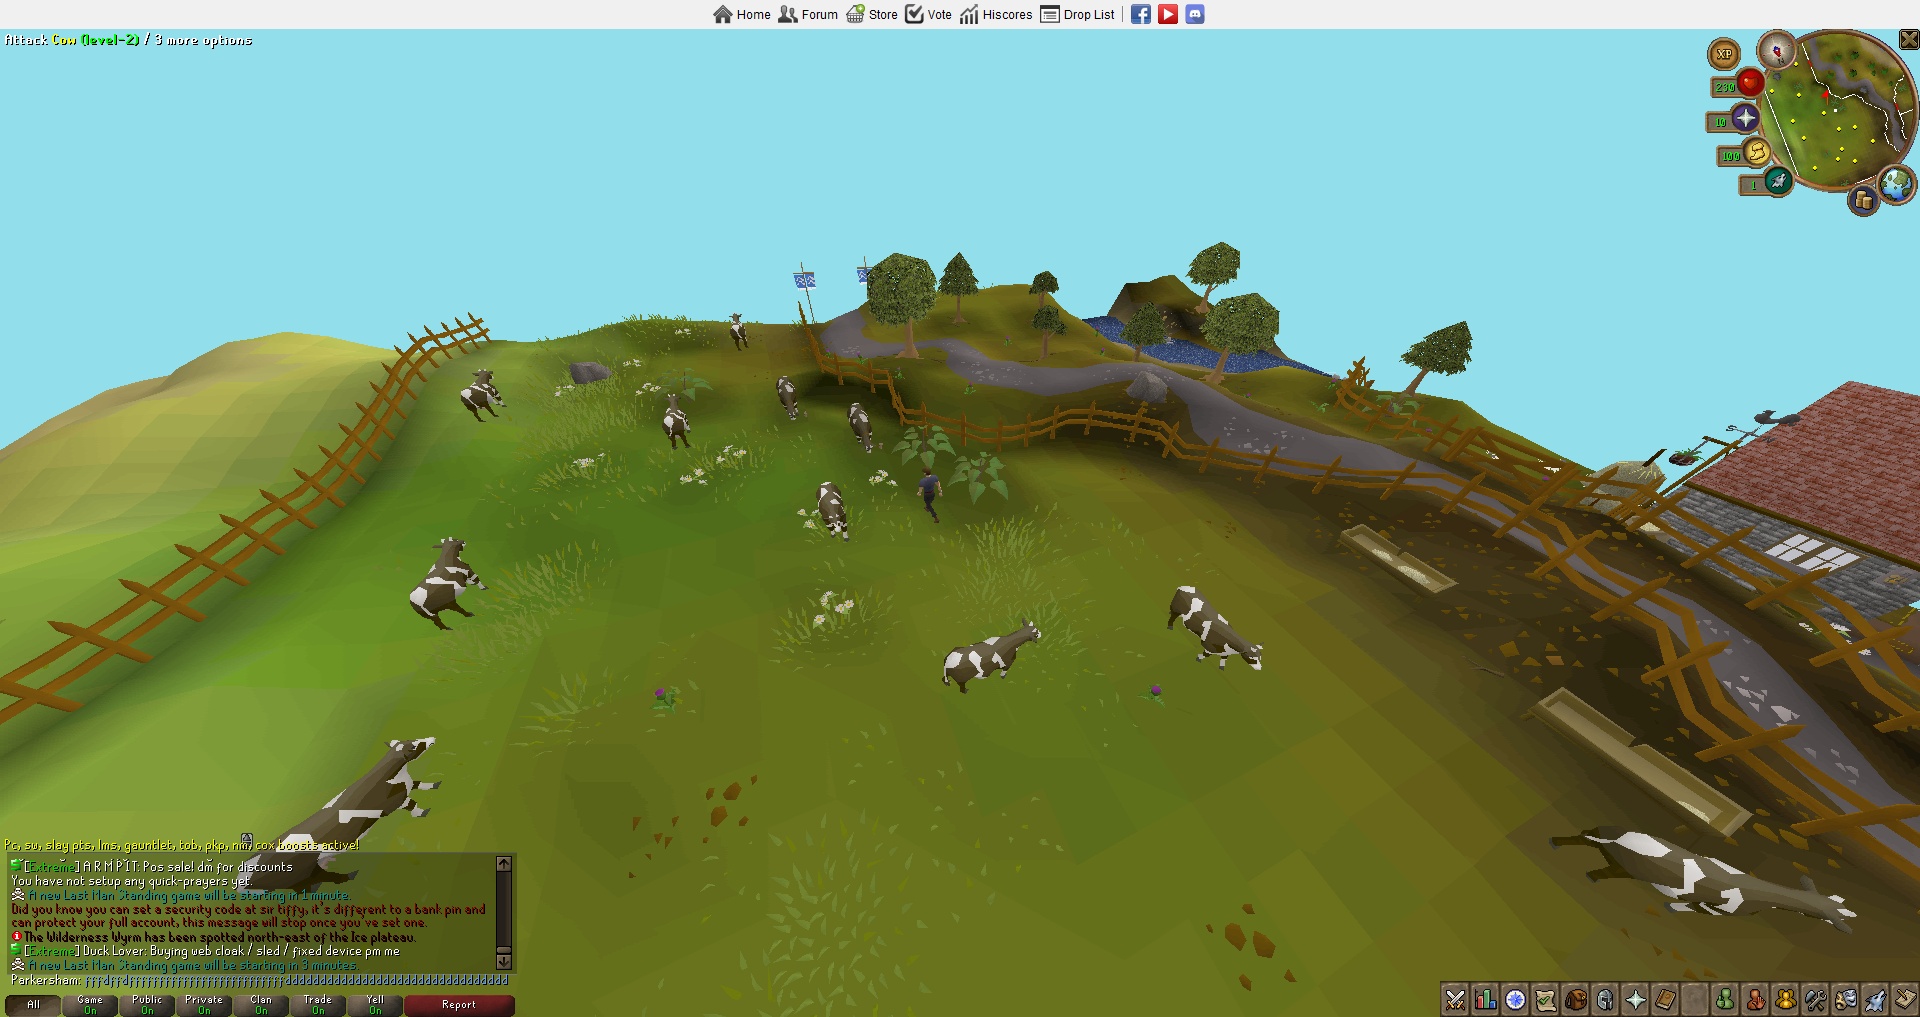 Home Forum Store Vote Hiscores Drop List
Attack Cow (level-2) / 3 more options
XP
230
10
100
1
Pc, sw, slay pts, lms, gauntlet, tob, pkp, nm, cox boosts active!
[Extreme] A R M P I T: Pos sale! dm for discounts
You have not setup any quick-prayers yet.
A new Last Man Standing game will be starting in 1 minute.
Did you know you can set a security code at sir tiffy, it's different to a bank pin and
can protect your full account, this message will stop once you've set one.
The Wilderness Wyrm has been spotted north-east of the Ice plateau.
[Extreme] Duck Lover: Buying web cloak / sled / fixed device pm me
A new Last Man Standing game will be starting in 3 minutes.
Parkersham:
All Game Public Private Clan Trade Yell Report
On On On On On On